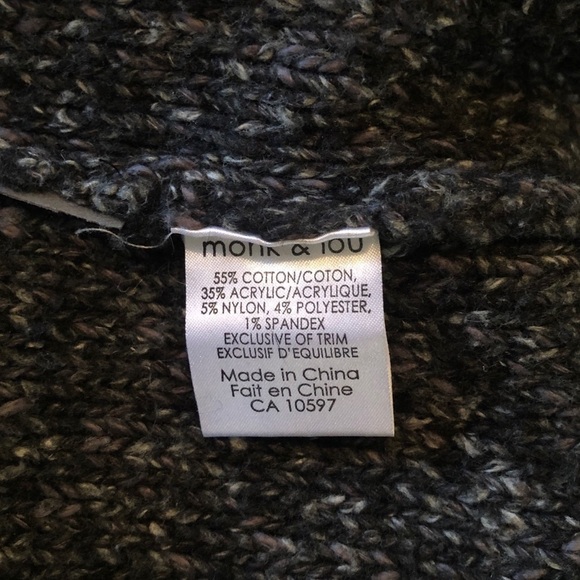 monk & lou
55% COTTON/COTON,
35% ACRYLIC/ACRYLIQUE,
5% NYLON, 4% POLYESTER,
1% SPANDEX
EXCLUSIVE OF TRIM
EXCLUSIF D'EQUILIBRE
Made in China
Fait en Chine
CA 10597